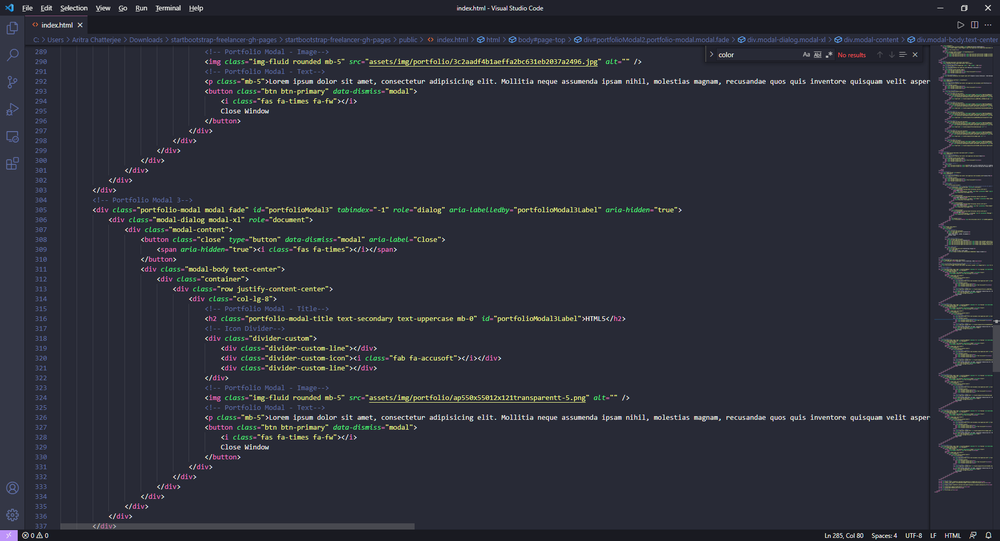 File Edit Selection View Go Run Terminal Help
index.html - Visual Studio Code
index.html
C: > Users > Aritra Chatterjee > Downloads > startbootstrap-freelancer-gh-pages > startbootstrap-freelancer-gh-pages > public > index.html > html > body#page-top > div#portfolioModal2.portfolio-modal.modal.fade > div.modal-dialog.modal-xl > div.modal-content > div.modal-body.text-center
color Aa Abl .* No results
289 <!-- Portfolio Modal - Image-->
290 <img class="img-fluid rounded mb-5" src="assets/img/portfolio/3c2aadf4b1aeffa2bc631eb2037a2496.jpg" alt="" />
291 <!-- Portfolio Modal - Text-->
292 <p class="mb-5">Lorem ipsum dolor sit amet, consectetur adipisicing elit. Mollitia neque assumenda ipsam nihil, molestias magnam, recusandae quos quis inventore quisquam velit asper
293 <button class="btn btn-primary" data-dismiss="modal">
294 <i class="fas fa-times fa-fw"></i>
295 Close Window
296 </button>
297 </div>
298 </div>
299 </div>
300 </div>
301 </div>
302 </div>
303 </div>
304 <!-- Portfolio Modal 3-->
305 <div class="portfolio-modal modal fade" id="portfolioModal3" tabindex="-1" role="dialog" aria-labelledby="portfolioModal3Label" aria-hidden="true">
306 <div class="modal-dialog modal-xl" role="document">
307 <div class="modal-content">
308 <button class="close" type="button" data-dismiss="modal" aria-label="Close">
309 <span aria-hidden="true"><i class="fas fa-times"></i></span>
310 </button>
311 <div class="modal-body text-center">
312 <div class="container">
313 <div class="row justify-content-center">
314 <div class="col-lg-8">
315 <!-- Portfolio Modal - Title-->
316 <h2 class="portfolio-modal-title text-secondary text-uppercase mb-0" id="portfolioModal3Label">HTML5</h2>
317 <!-- Icon Divider-->
318 <div class="divider-custom">
319 <div class="divider-custom-line"></div>
320 <div class="divider-custom-icon"><i class="fab fa-accusoft"></i></div>
321 <div class="divider-custom-line"></div>
322 </div>
323 <!-- Portfolio Modal - Image-->
324 <img class="img-fluid rounded mb-5" src="assets/img/portfolio/ap550x55012x121transparentt-5.png" alt="" />
325 <!-- Portfolio Modal - Text-->
326 <p class="mb-5">Lorem ipsum dolor sit amet, consectetur adipisicing elit. Mollitia neque assumenda ipsam nihil, molestias magnam, recusandae quos quis inventore quisquam velit asper
327 <button class="btn btn-primary" data-dismiss="modal">
328 <i class="fas fa-times fa-fw"></i>
329 Close Window
330 </button>
331 </div>
332 </div>
333 </div>
334 </div>
335 </div>
336 </div>
337 </div>
0 0 Ln 285, Col 80 Spaces: 4 UTF-8 LF HTML